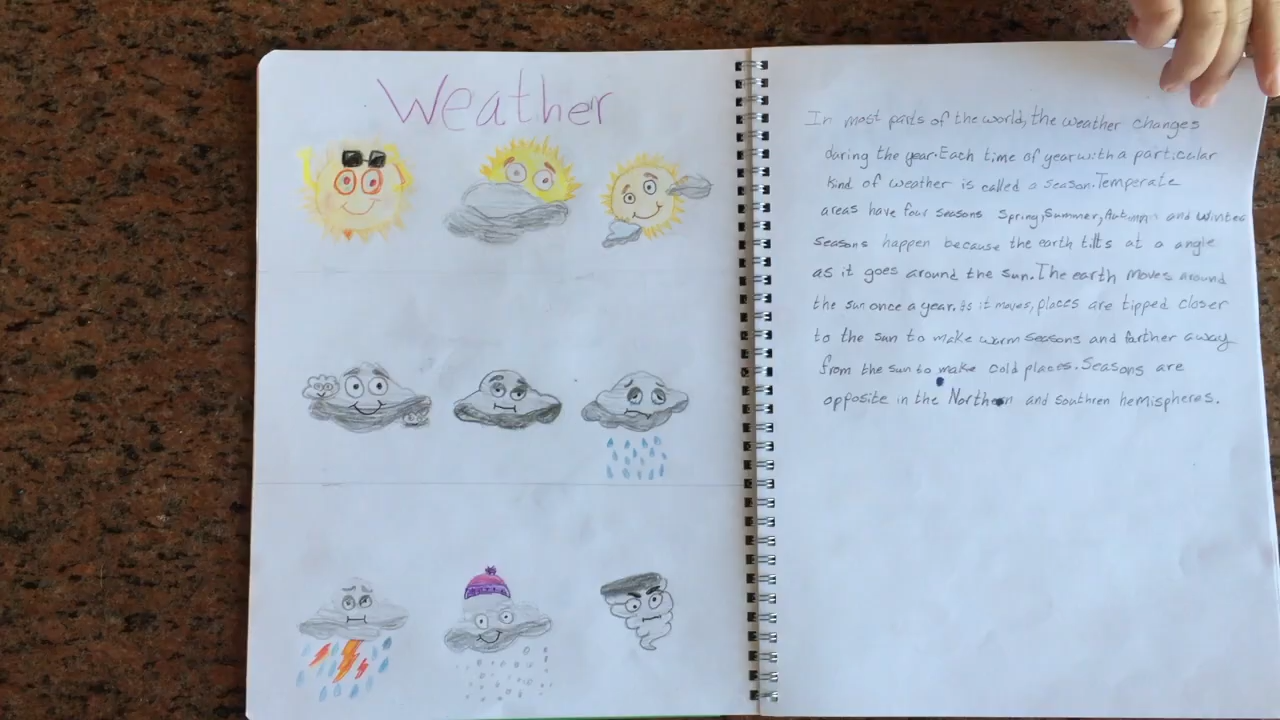 Weather
In most parts of the world, the weather changes
during the year. Each time of year with a particular
kind of weather is called a season. Temperate
areas have four seasons Spring, Summer, Autumn and Winter
Seasons happen because the earth tilts at a angle
as it goes around the sun. The earth moves around
the sun once a year. As it moves, places are tipped closer
to the sun to make warm seasons and farther away
from the sun to make cold places. Seasons are
opposite in the Northern and southren hemispheres.